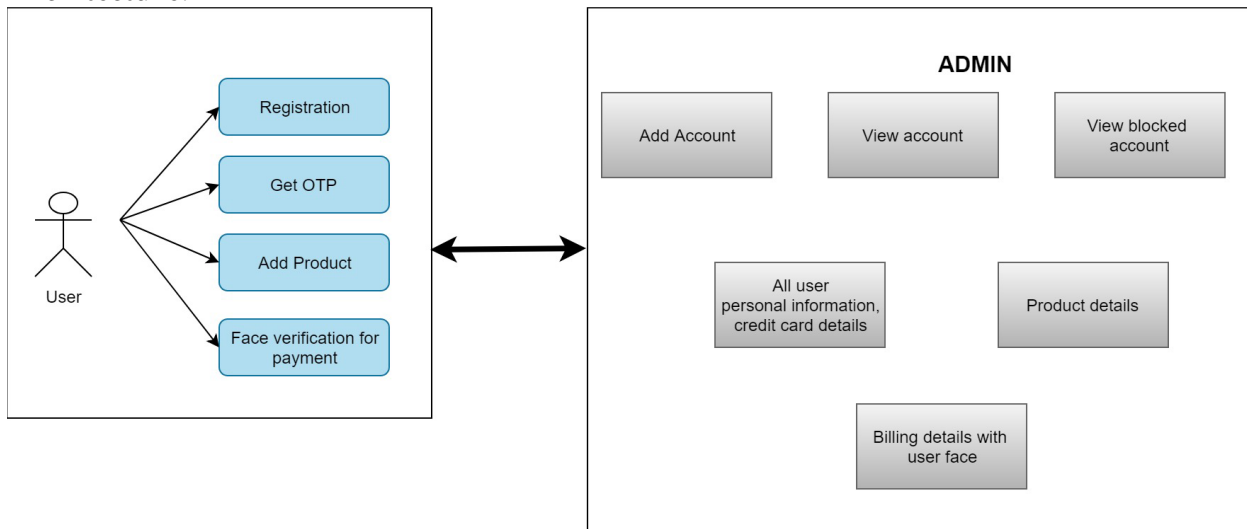 Registration
Get OTP
Add Product
Face verification for
payment
User
ADMIN
Add Account
View account
View blocked
account
All user
personal information,
credit card details
Product details
Billing details with
user face